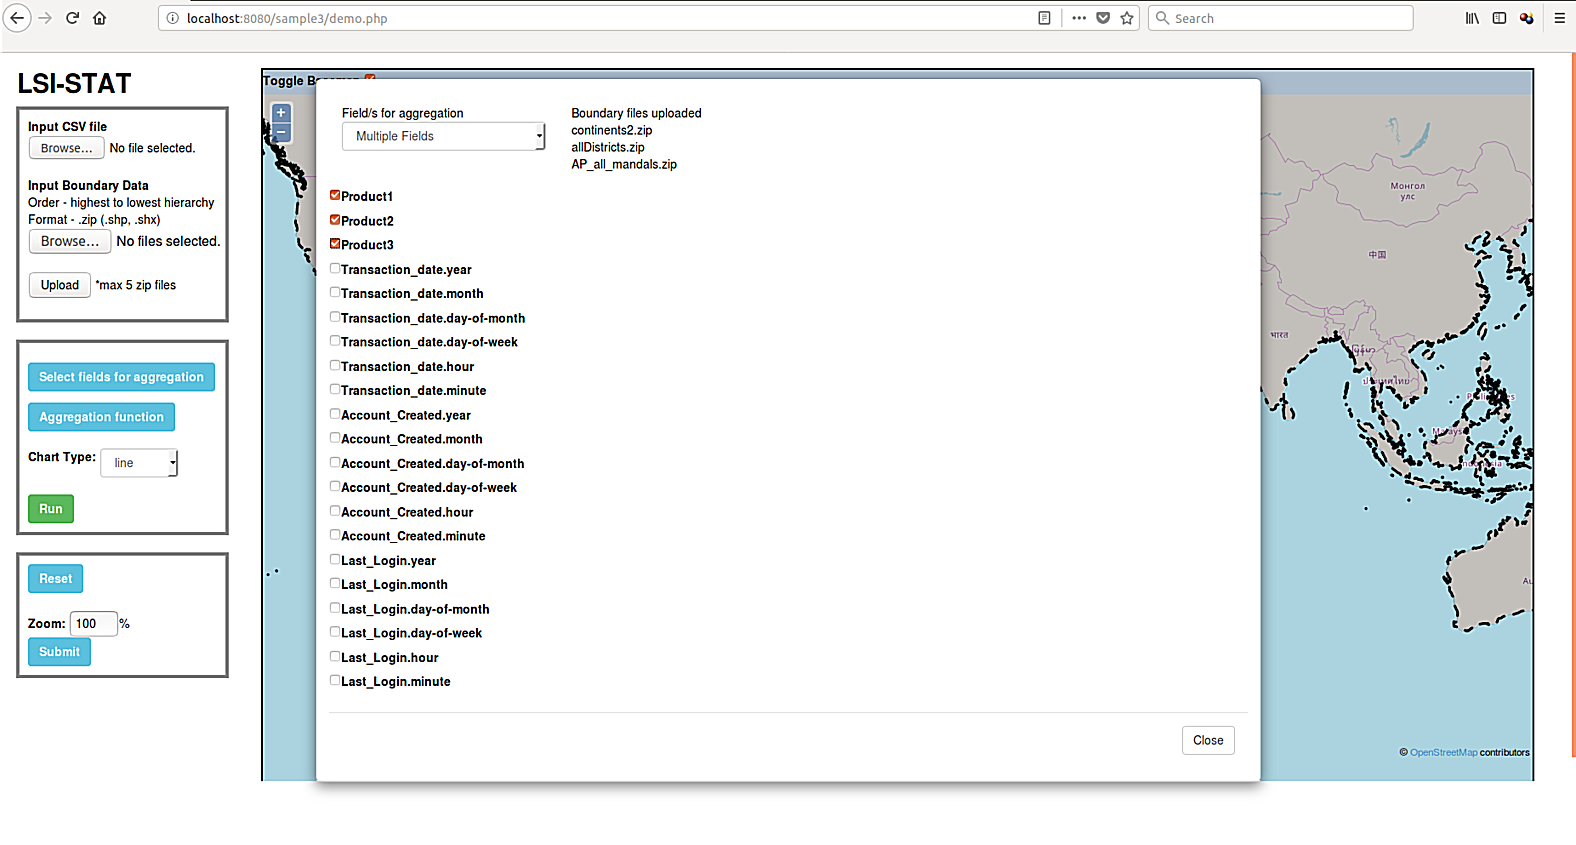 localhost:8080/sample3/demo.php
Search
LSI-STAT
Input CSV file
Browse... No file selected.
Input Boundary Data
Order - highest to lowest hierarchy
Format - .zip (.shp, .shx)
Browse... No files selected.
Upload *max 5 zip files
Select fields for aggregation
Aggregation function
Chart Type: line
Run
Reset
Zoom: 100 %
Submit
Toggle
+
−
Field/s for aggregation
Multiple Fields
Boundary files uploaded
continents2.zip
allDistricts.zip
AP_all_mandals.zip
Product1
Product2
Product3
Transaction_date.year
Transaction_date.month
Transaction_date.day-of-month
Transaction_date.day-of-week
Transaction_date.hour
Transaction_date.minute
Account_Created.year
Account_Created.month
Account_Created.day-of-month
Account_Created.day-of-week
Account_Created.hour
Account_Created.minute
Last_Login.year
Last_Login.month
Last_Login.day-of-month
Last_Login.day-of-week
Last_Login.hour
Last_Login.minute
Close
Монгол
улс
中国
भारत
© OpenStreetMap contributors